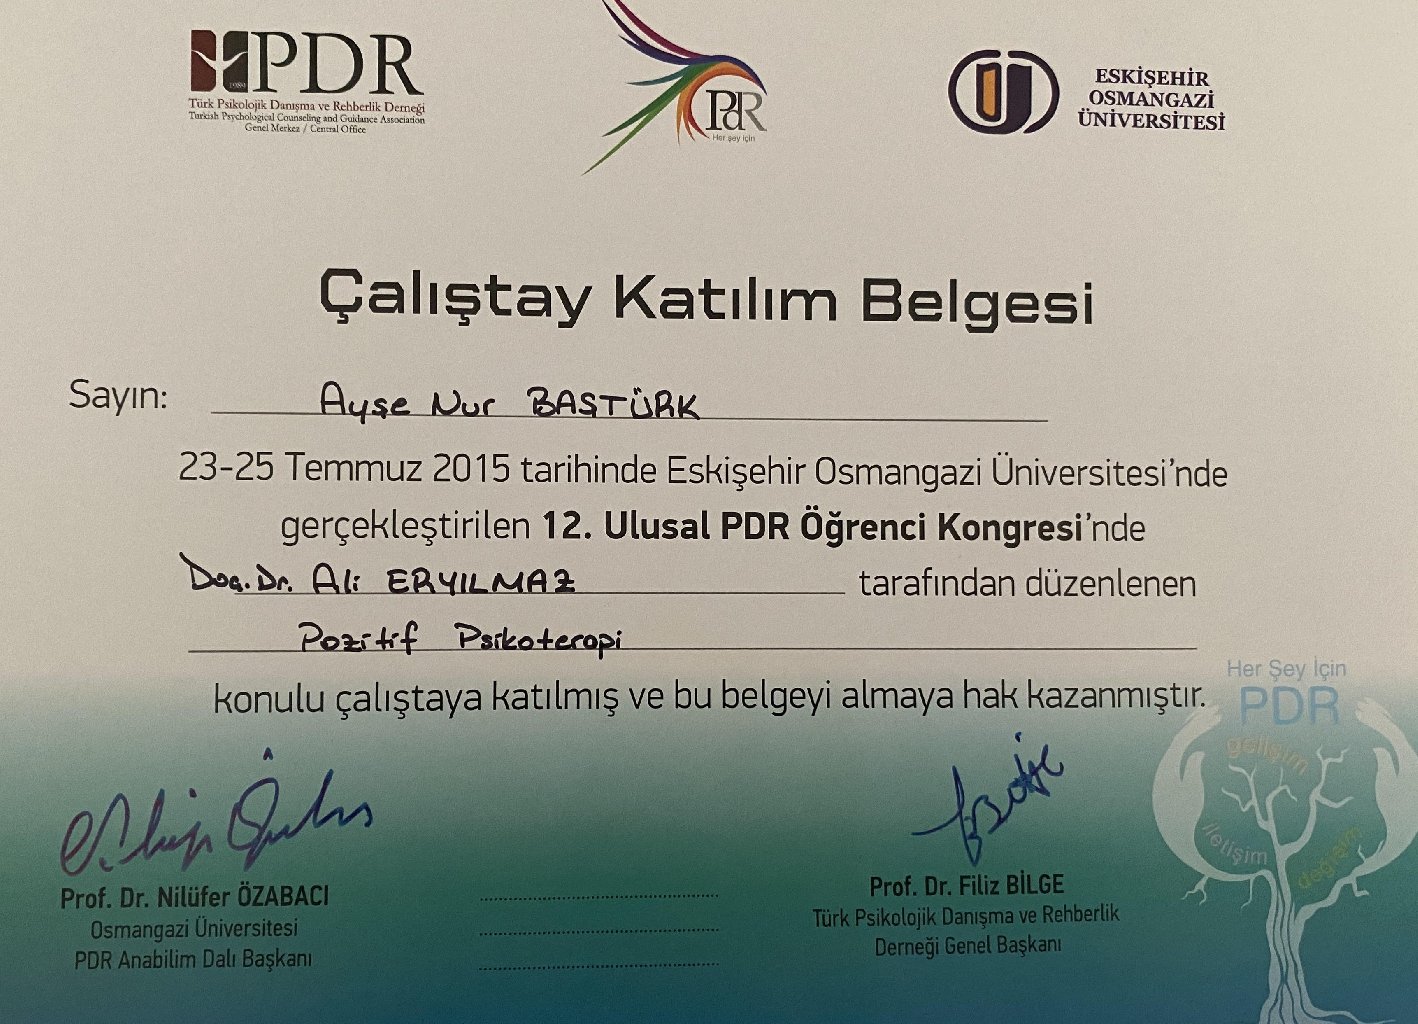 PDR
1989
Türk Psikolojik Danışma ve Rehberlik Derneği
Turkish Psychological Counseling and Guidance Association
Genel Merkez / Central Office
PdR
Her şey için
ESKİŞEHİR
OSMANGAZİ
ÜNİVERSİTESİ
Çalıştay Katılım Belgesi
Sayın: Ayşe Nur BAŞTÜRK
23-25 Temmuz 2015 tarihinde Eskişehir Osmangazi Üniversitesi'nde
gerçekleştirilen 12. Ulusal PDR Öğrenci Kongresi'nde
Doç.Dr. Ali ERYILMAZ tarafından düzenlenen
Pozitif Psikoterapi
konulu çalıştaya katılmış ve bu belgeyi almaya hak kazanmıştır.
Her Şey İçin
PDR
gelişim
iletişim
değişim
Prof. Dr. Nilüfer ÖZABACI
Osmangazi Üniversitesi
PDR Anabilim Dalı Başkanı
Prof. Dr. Filiz BİLGE
Türk Psikolojik Danışma ve Rehberlik
Derneği Genel Başkanı